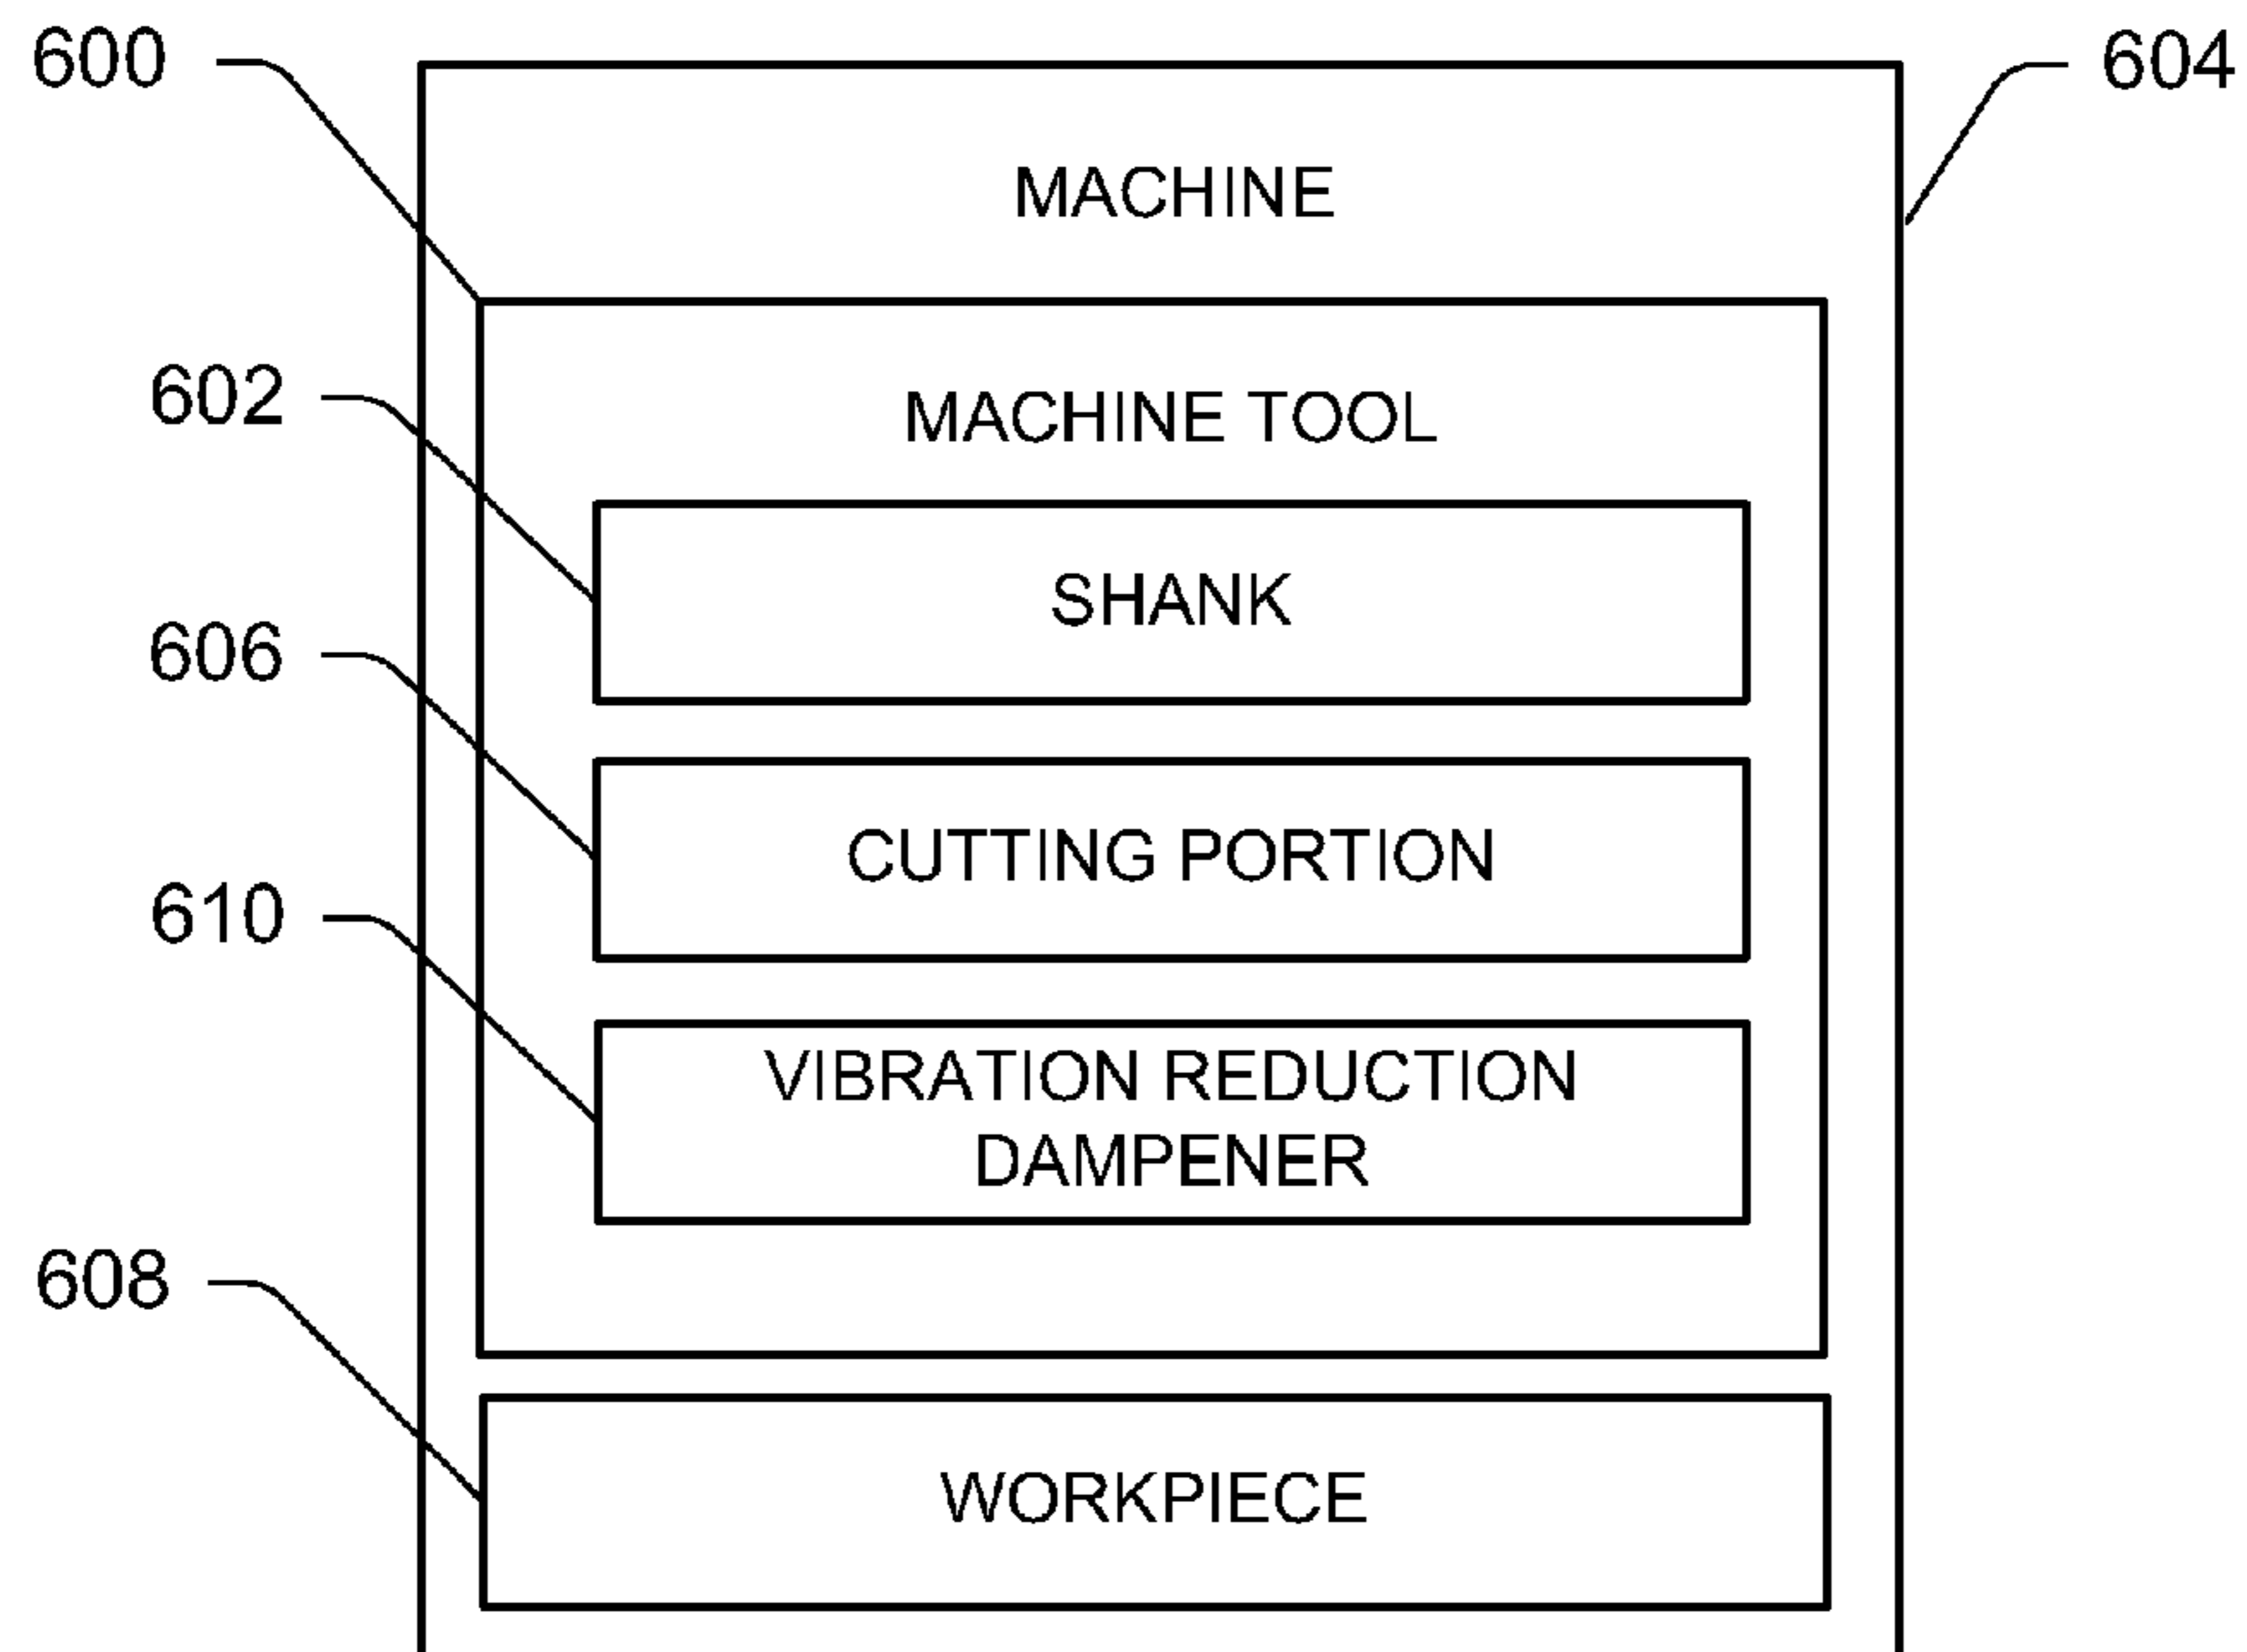 600
604
MACHINE
602
MACHINE TOOL
SHANK
606
CUTTING PORTION
610
VIBRATION REDUCTION
DAMPENER
608
WORKPIECE